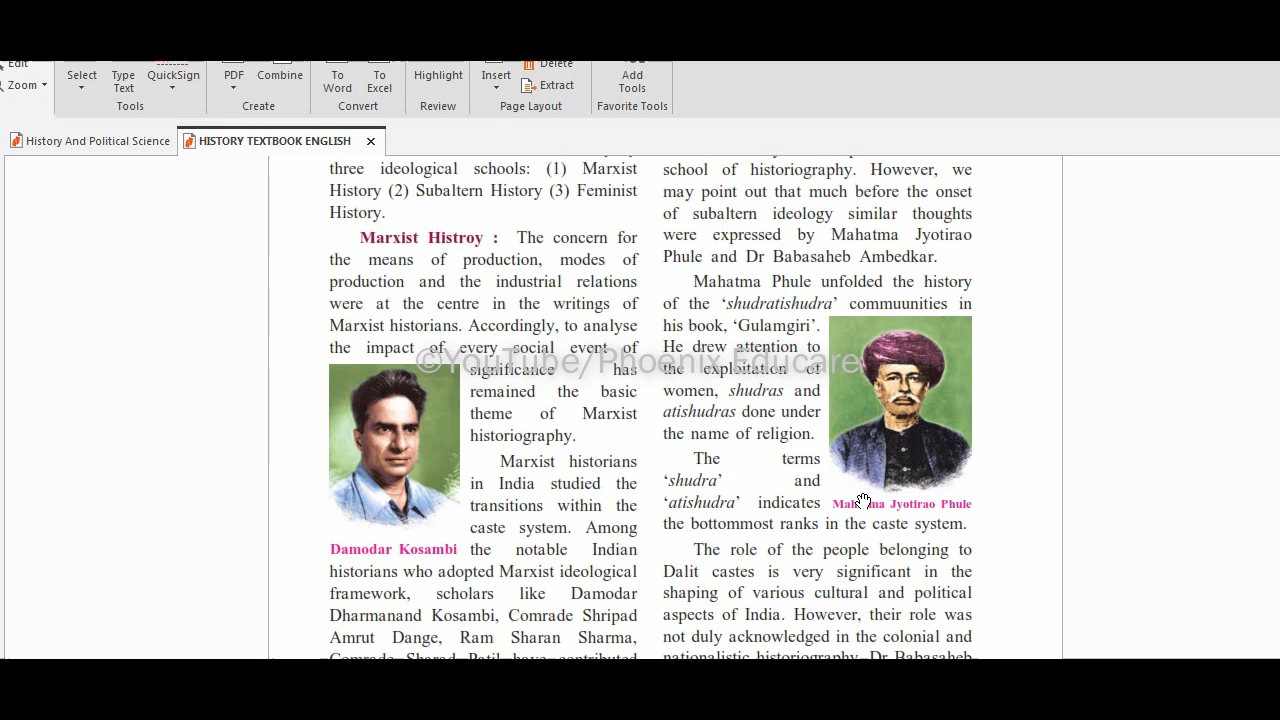 Edit
Delete
Zoom
Select
Type
Text
QuickSign
PDF
Combine
To
Word
To
Excel
Highlight
Insert
Extract
Add
Tools
Tools
Create
Convert
Review
Page Layout
Favorite Tools
History And Political Science
HISTORY TEXTBOOK ENGLISH
three ideological schools: (1) Marxist
History (2) Subaltern History (3) Feminist
History.
Marxist Histroy : The concern for
the means of production, modes of
production and the industrial relations
were at the centre in the writings of
Marxist historians. Accordingly, to analyse
the impact of every social event of
significance has
remained the basic
theme of Marxist
historiography.
Marxist historians
in India studied the
transitions within the
caste system. Among
Damodar Kosambi
the notable Indian
historians who adopted Marxist ideological
framework, scholars like Damodar
Dharmanand Kosambi, Comrade Shripad
Amrut Dange, Ram Sharan Sharma,
Comrade Sharad Patil have contributed
school of historiography. However, we
may point out that much before the onset
of subaltern ideology similar thoughts
were expressed by Mahatma Jyotirao
Phule and Dr Babasaheb Ambedkar.
Mahatma Phule unfolded the history
of the ‘shudratishudra’ commuunities in
his book, ‘Gulamgiri’.
He drew attention to
the exploitation of
women, shudras and
atishudras done under
the name of religion.
The terms
‘shudra’ and
‘atishudra’ indicates
Mahatma Jyotirao Phule
the bottommost ranks in the caste system.
The role of the people belonging to
Dalit castes is very significant in the
shaping of various cultural and political
aspects of India. However, their role was
not duly acknowledged in the colonial and
nationalistic historiography. Dr Babasaheb
©YouTube/Phoenix Educare